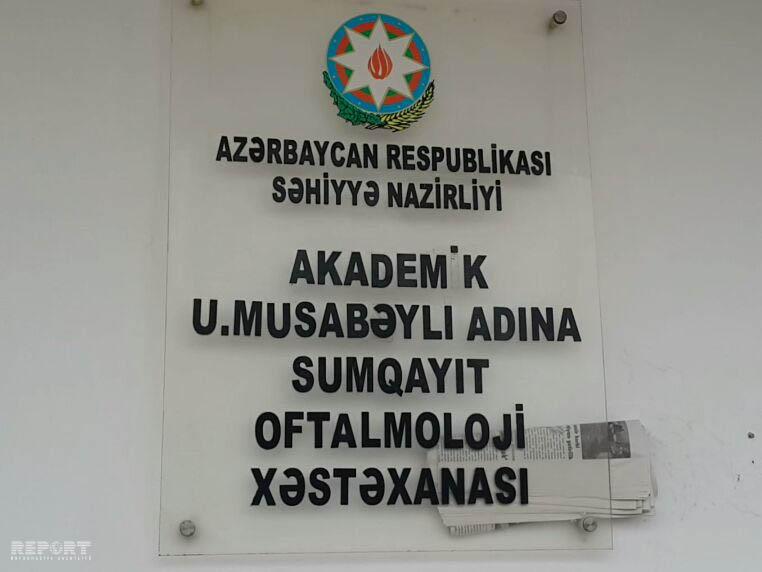 AZƏRBAYCAN RESPUBLİKASI
SƏHİYYƏ NAZİRLİYİ
AKADEMİK
U.MUSABƏYLİ ADINA
SUMQAYIT
OFTALMOLOJİ
XƏSTƏXANASI
REPORT